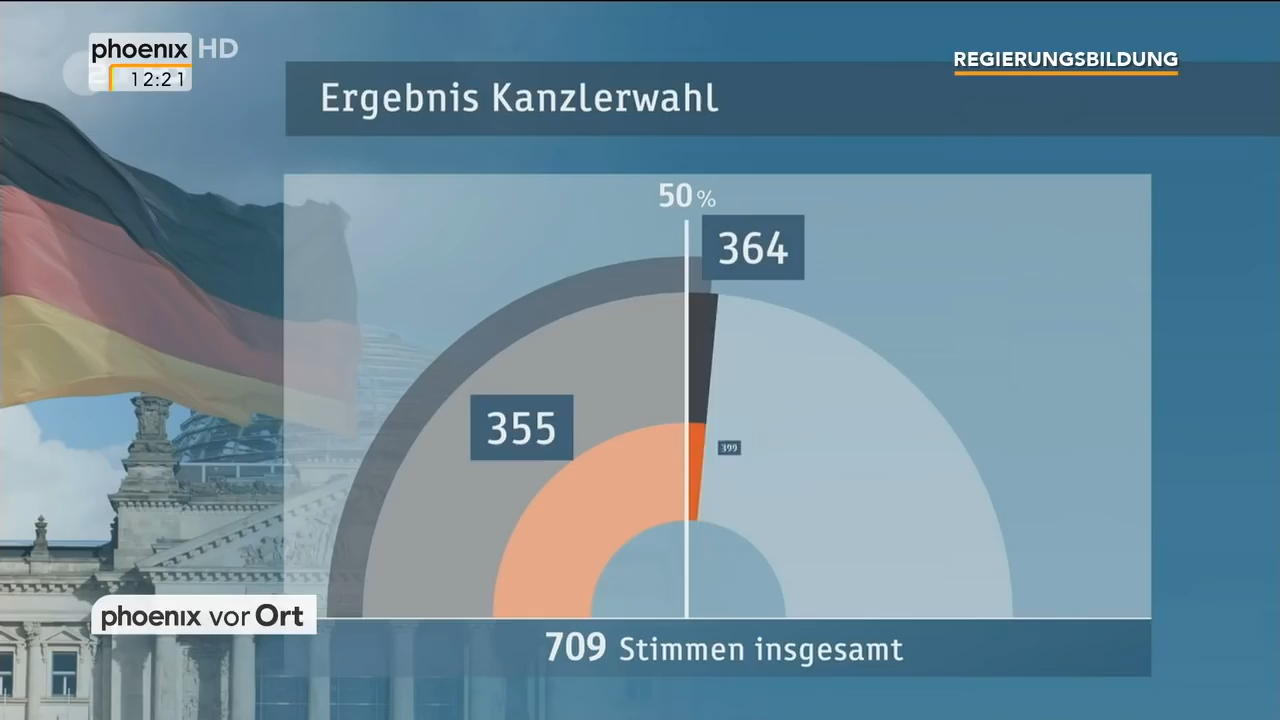 phoenix HD
12:21
REGIERUNGSBILDUNG
Ergebnis Kanzlerwahl
50 %
364
355
399
phoenix vor Ort
709 Stimmen insgesamt